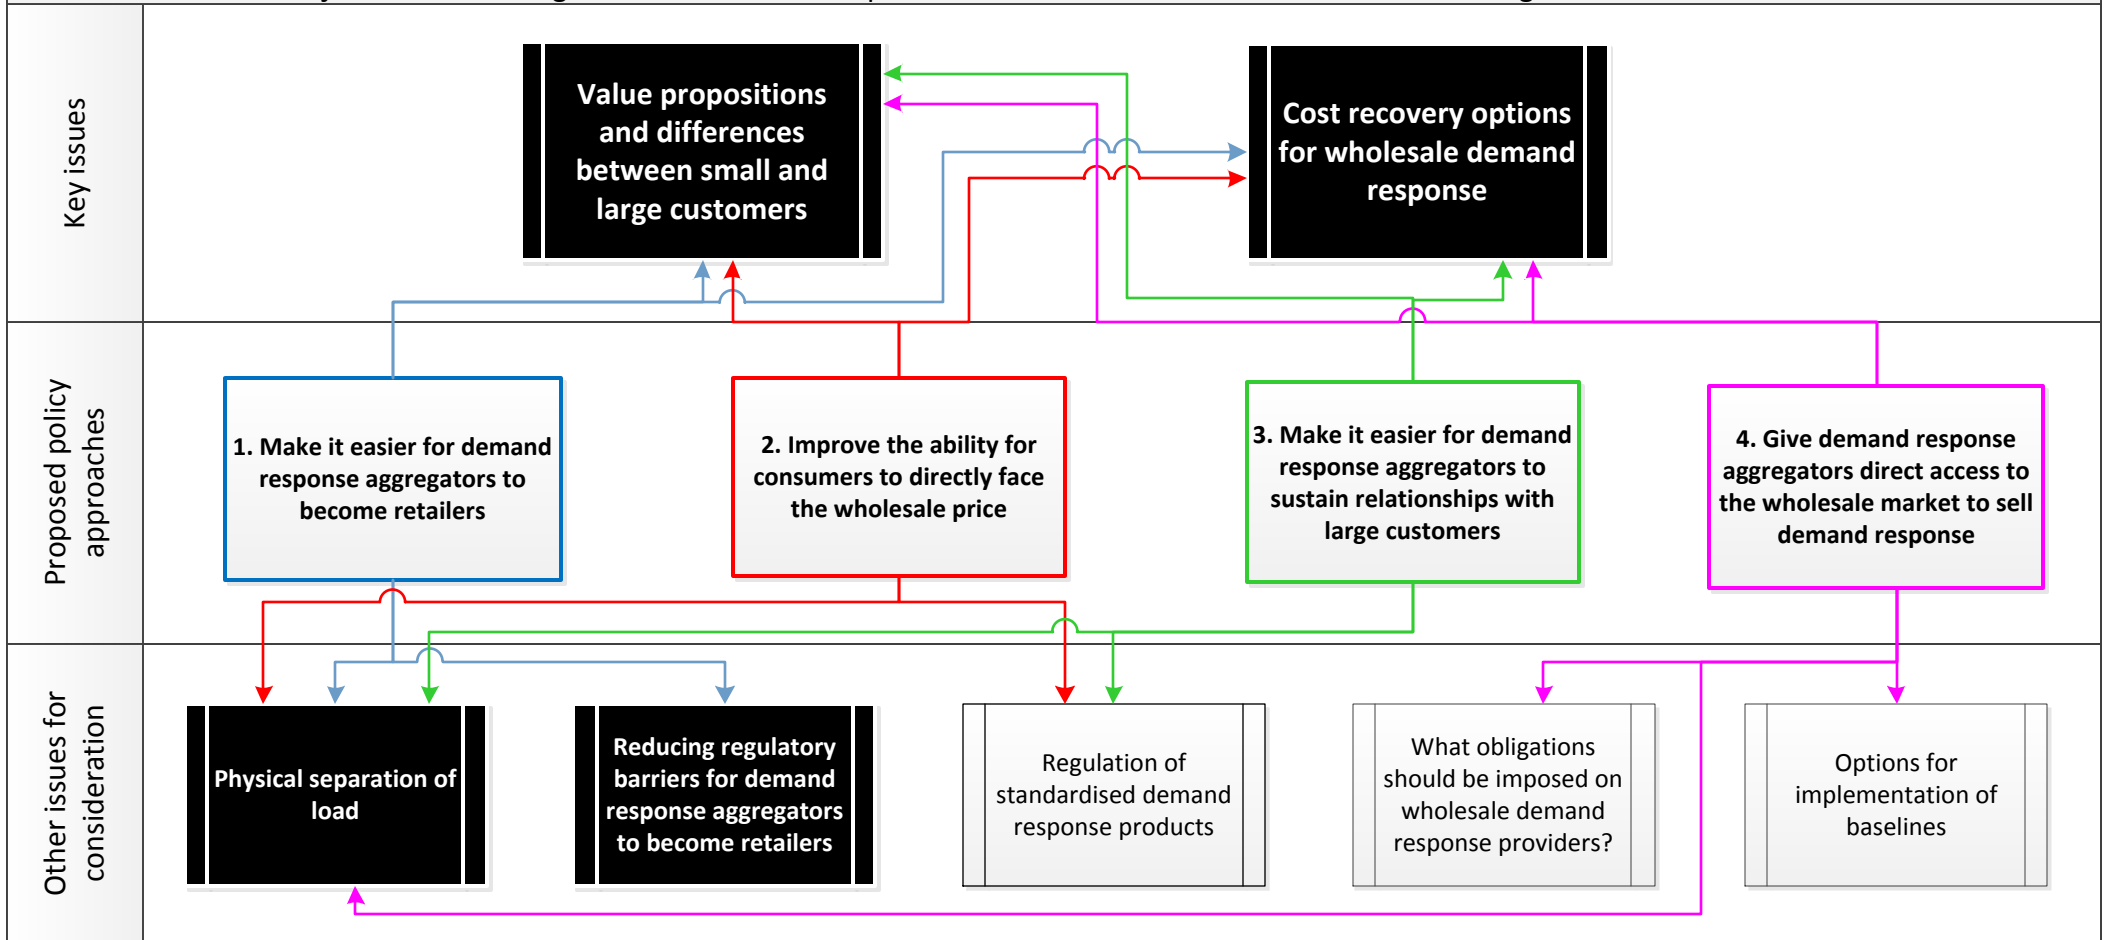 Key issues
Value propositions
and differences
between small and
large customers
Cost recovery options
for wholesale demand
response
Proposed policy
approaches
1. Make it easier for demand
response aggregators to
become retailers
2. Improve the ability for
consumers to directly face
the wholesale price
3. Make it easier for demand
response aggregators to
sustain relationships with
large customers
4. Give demand response
aggregators direct access to
the wholesale market to sell
demand response
Other issues for
consideration
Physical separation of
load
Reducing regulatory
barriers for demand
response aggregators
to become retailers
Regulation of
standardised demand
response products
What obligations
should be imposed on
wholesale demand
response providers?
Options for
implementation of
baselines